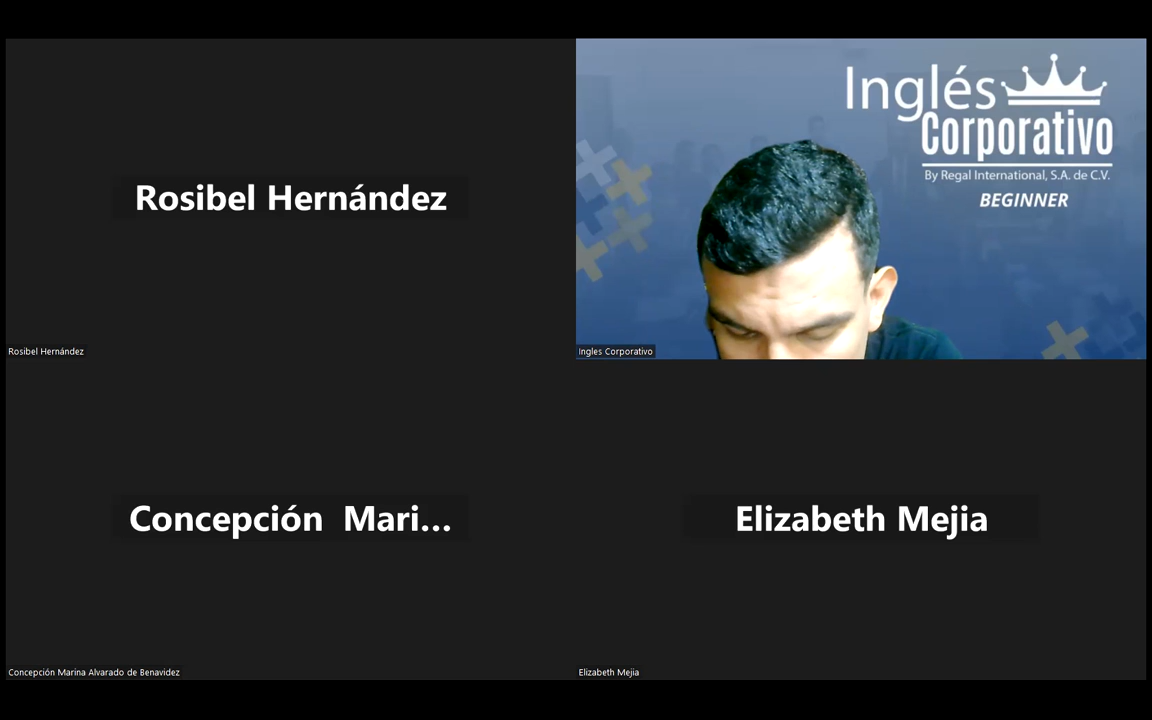 Rosibel Hernández
Rosibel Hernández
Inglés
Corporativo
By Regal International, S.A. de C.V.
BEGINNER
Ingles Corporativo
Concepción  Mari...
Concepción Marina Alvarado de Benavidez
Elizabeth Mejia
Elizabeth Mejia